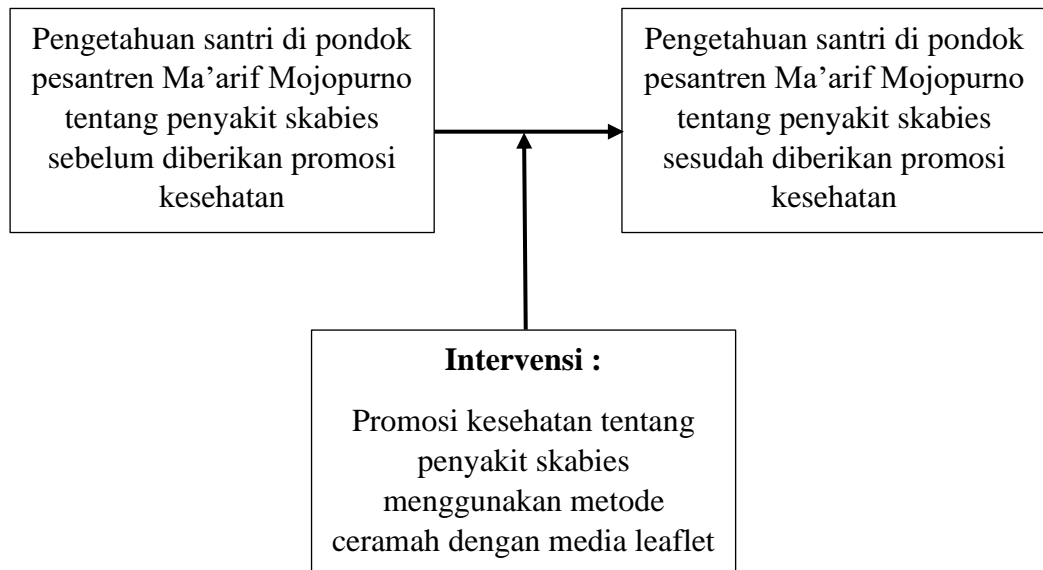 Pengetahuan santri di pondok
pesantren Ma’arif Mojopurno
tentang penyakit skabies
sebelum diberikan promosi
kesehatan
Pengetahuan santri di pondok
pesantren Ma’arif Mojopurno
tentang penyakit skabies
sesudah diberikan promosi
kesehatan
Intervensi :
Promosi kesehatan tentang
penyakit skabies
menggunakan metode
ceramah dengan media leaflet